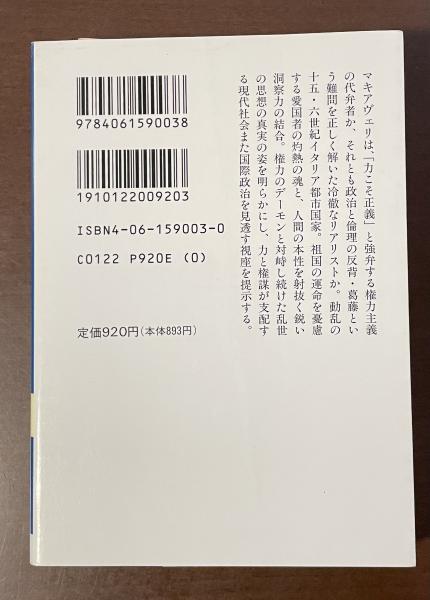 マキアヴェリは、「力こそ正義」と強弁する権力主義
の代弁者か、それとも政治と倫理の反背・葛藤とい
う難問を正しく解いた冷徹なリアリストか。動乱の
十五・六世紀イタリア都市国家。祖国の運命を憂慮
する愛国者の灼熱の魂と、人間の本性を射抜く鋭い
洞察力の結合。権力のデーモンと対峙し続けた乱世
の思想の真実の姿を明らかにし、力と権謀が支配す
る現代社会また国際政治を見透す視座を提示する。
9784061590038
1910122009203
ISBN4-06-159003-0
C0122 P920E (0)
定価920円(本体893円)